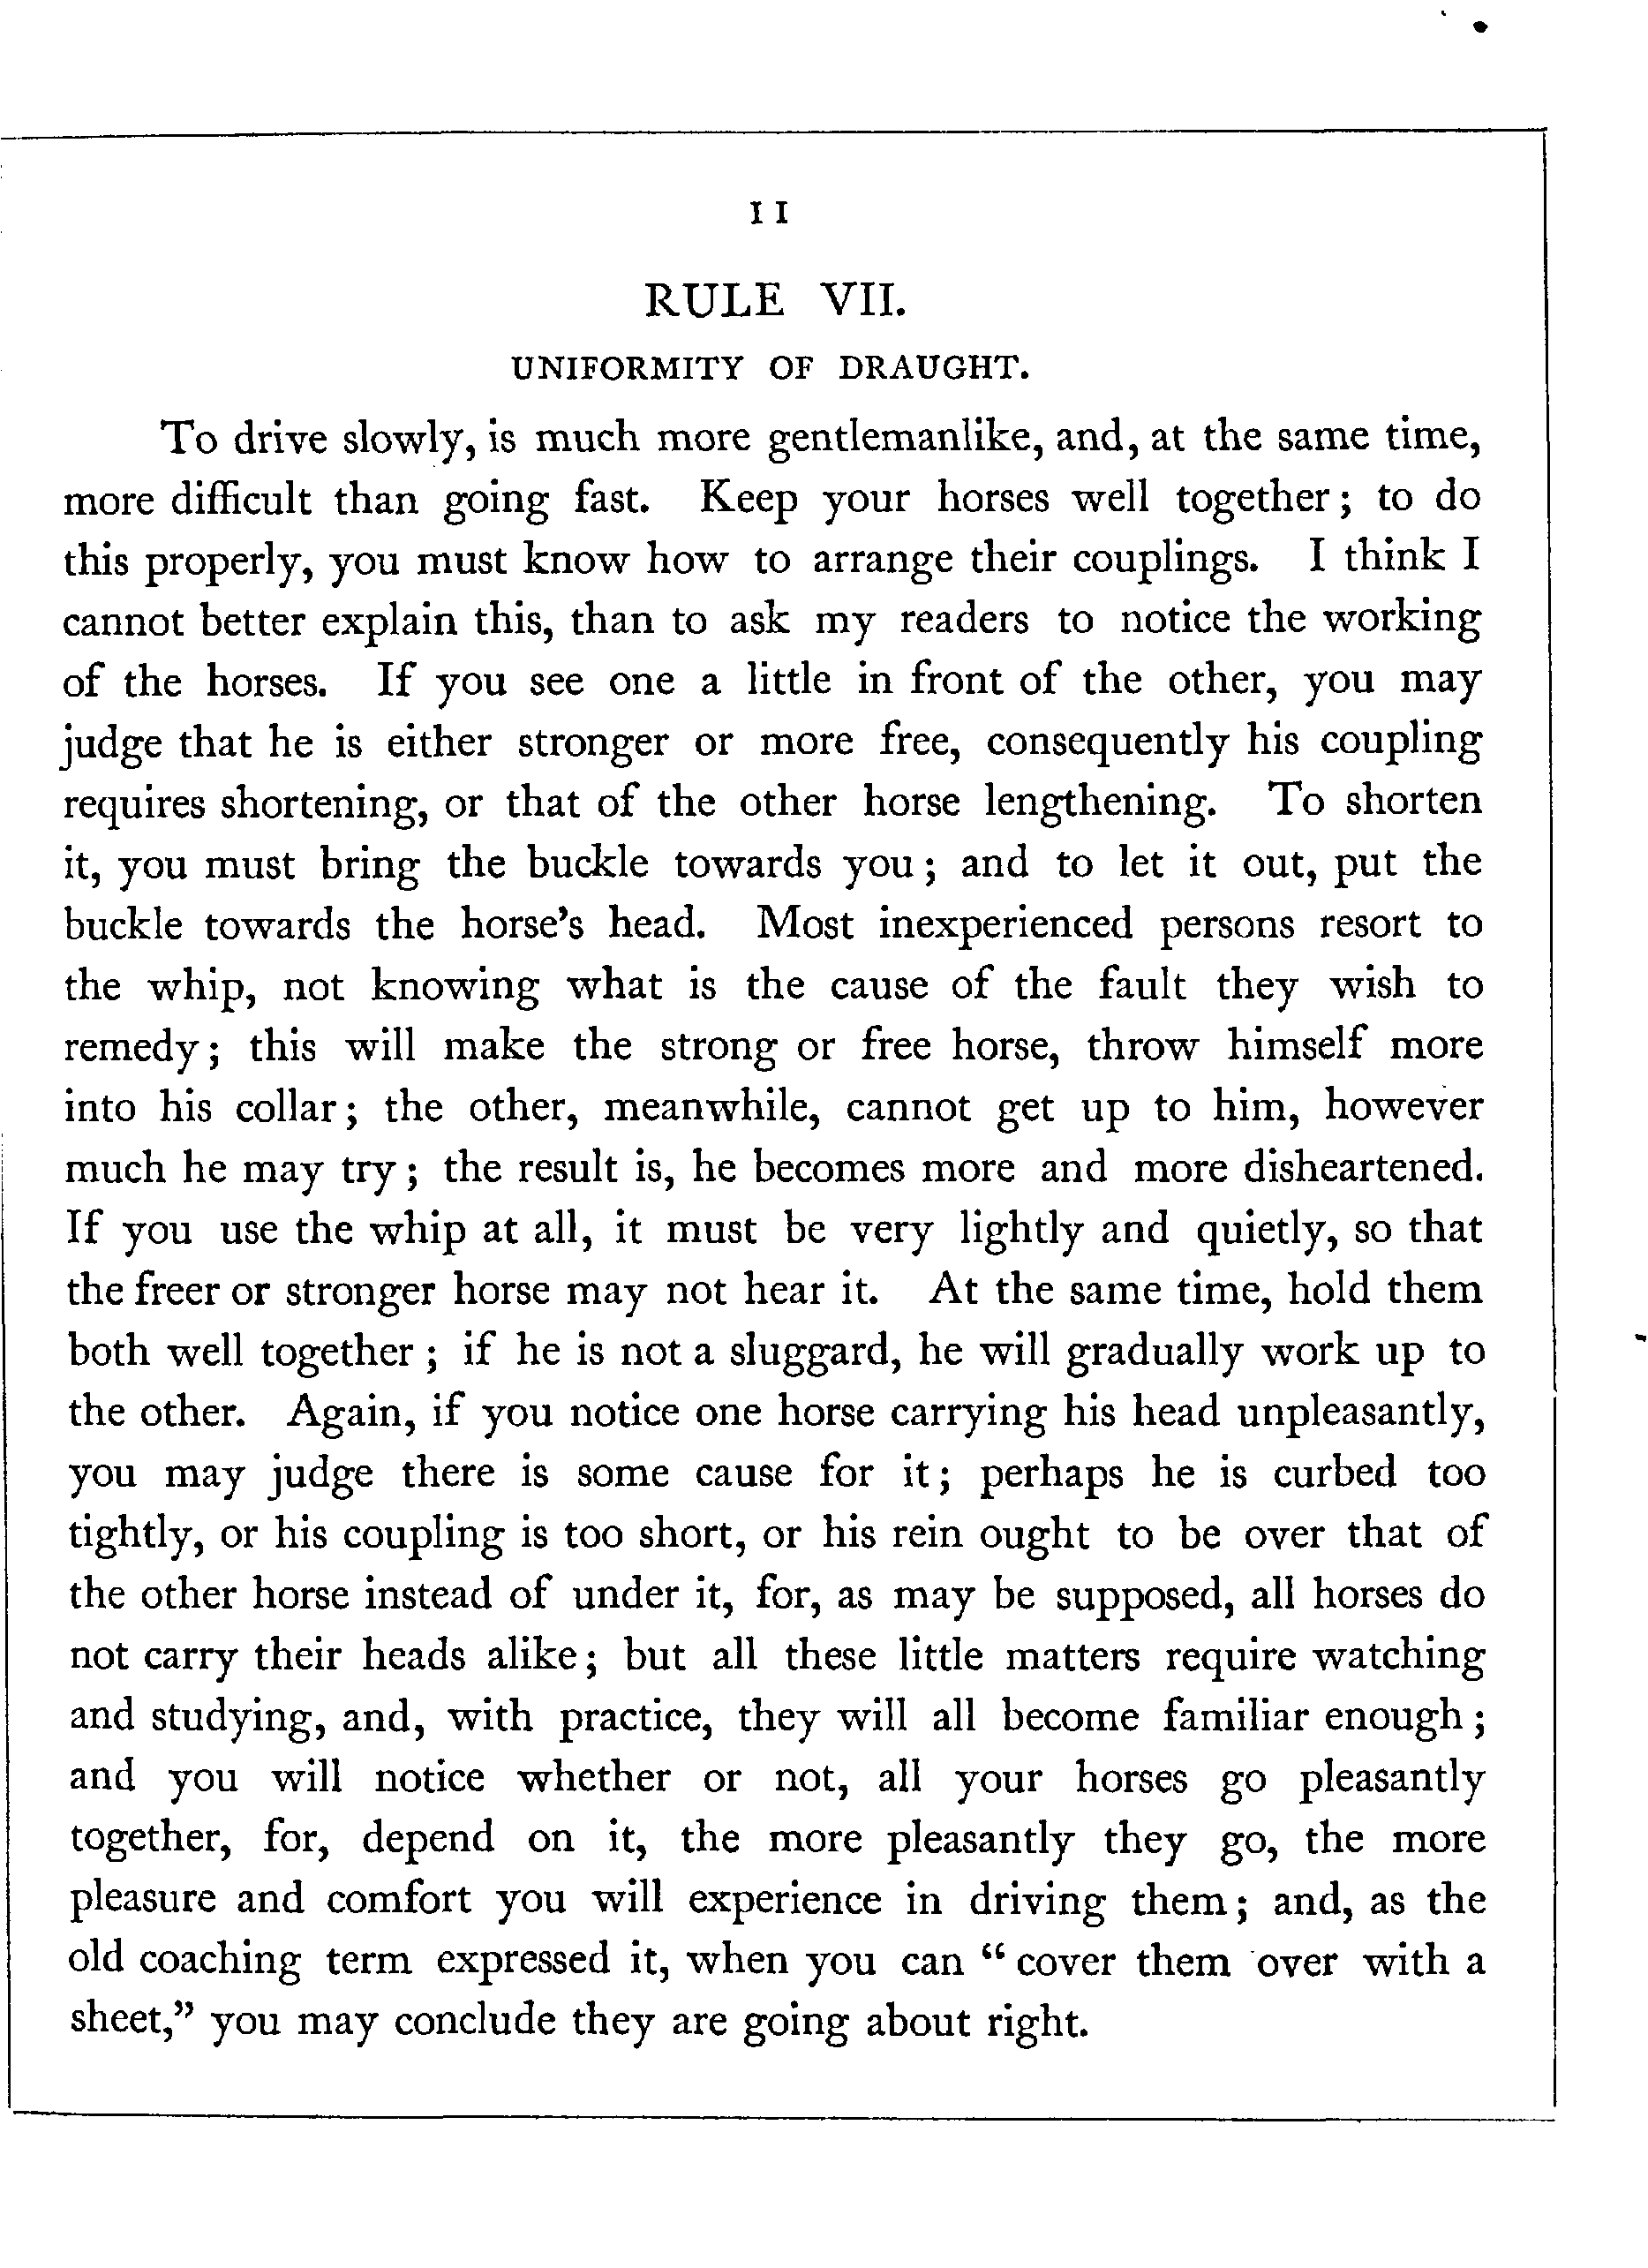 11
RULE VII.
UNIFORMITY OF DRAUGHT.
To drive slowly, is much more gentlemanlike, and, at the same time,
more difficult than going fast. Keep your horses well together; to do
this properly, you must know how to arrange their couplings. I think I
cannot better explain this, than to ask my readers to notice the working
of the horses. If you see one a little in front of the other, you may
judge that he is either stronger or more free, consequently his coupling
requires shortening, or that of the other horse lengthening. To shorten
it, you must bring the buckle towards you; and to let it out, put the
buckle towards the horse's head. Most inexperienced persons resort to
the whip, not knowing what is the cause of the fault they wish to
remedy; this will make the strong or free horse, throw himself more
into his collar; the other, meanwhile, cannot get up to him, however
much he may try; the result is, he becomes more and more disheartened.
If you use the whip at all, it must be very lightly and quietly, so that
the freer or stronger horse may not hear it. At the same time, hold them
both well together; if he is not a sluggard, he will gradually work up to
the other. Again, if you notice one horse carrying his head unpleasantly,
you may judge there is some cause for it; perhaps he is curbed too
tightly, or his coupling is too short, or his rein ought to be over that of
the other horse instead of under it, for, as may be supposed, all horses do
not carry their heads alike; but all these little matters require watching
and studying, and, with practice, they will all become familiar enough;
and you will notice whether or not, all your horses go pleasantly
together, for, depend on it, the more pleasantly they go, the more
pleasure and comfort you will experience in driving them; and, as the
old coaching term expressed it, when you can “cover them over with a
sheet,” you may conclude they are going about right.